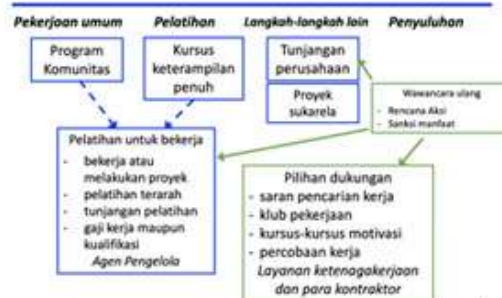 Pekerjaan umum
Pelatihan
Langkah-langkah lain
Penyuluhan
Program
Komunitas
Kursus
keterampilan
penuh
Tunjangan
perusahaan
Proyek
sukarela
Wawancara ulang
- Rencana Aksi
- Sanksi manfaat
Pelatihan untuk bekerja
- bekerja atau
melakukan proyek
- pelatihan terarah
- tunjangan pelatihan
- gaji kerja maupun
kualifikasi
Agen Pengelola
Pilihan dukungan
- saran pencarian kerja
- klub pekerjaan
- kursus-kursus motivasi
- percobaan kerja
Layanan ketenagakerjaan
dan para kontraktor